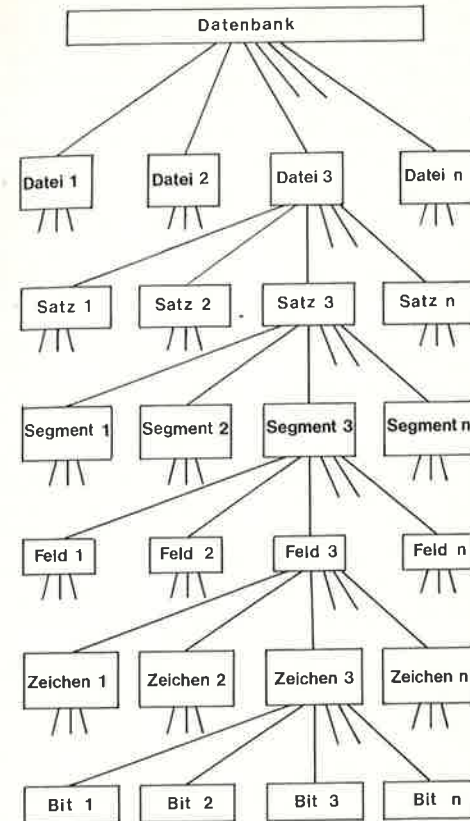 Datenbank
Datei 1 Datei 2 Datei 3 Datei n
Satz 1 Satz 2 Satz 3 Satz n
Segment 1 Segment 2 Segment 3 Segment n
Feld 1 Feld 2 Feld 3 Feld n
Zeichen 1 Zeichen 2 Zeichen 3 Zeichen n
Bit 1 Bit 2 Bit 3 Bit n